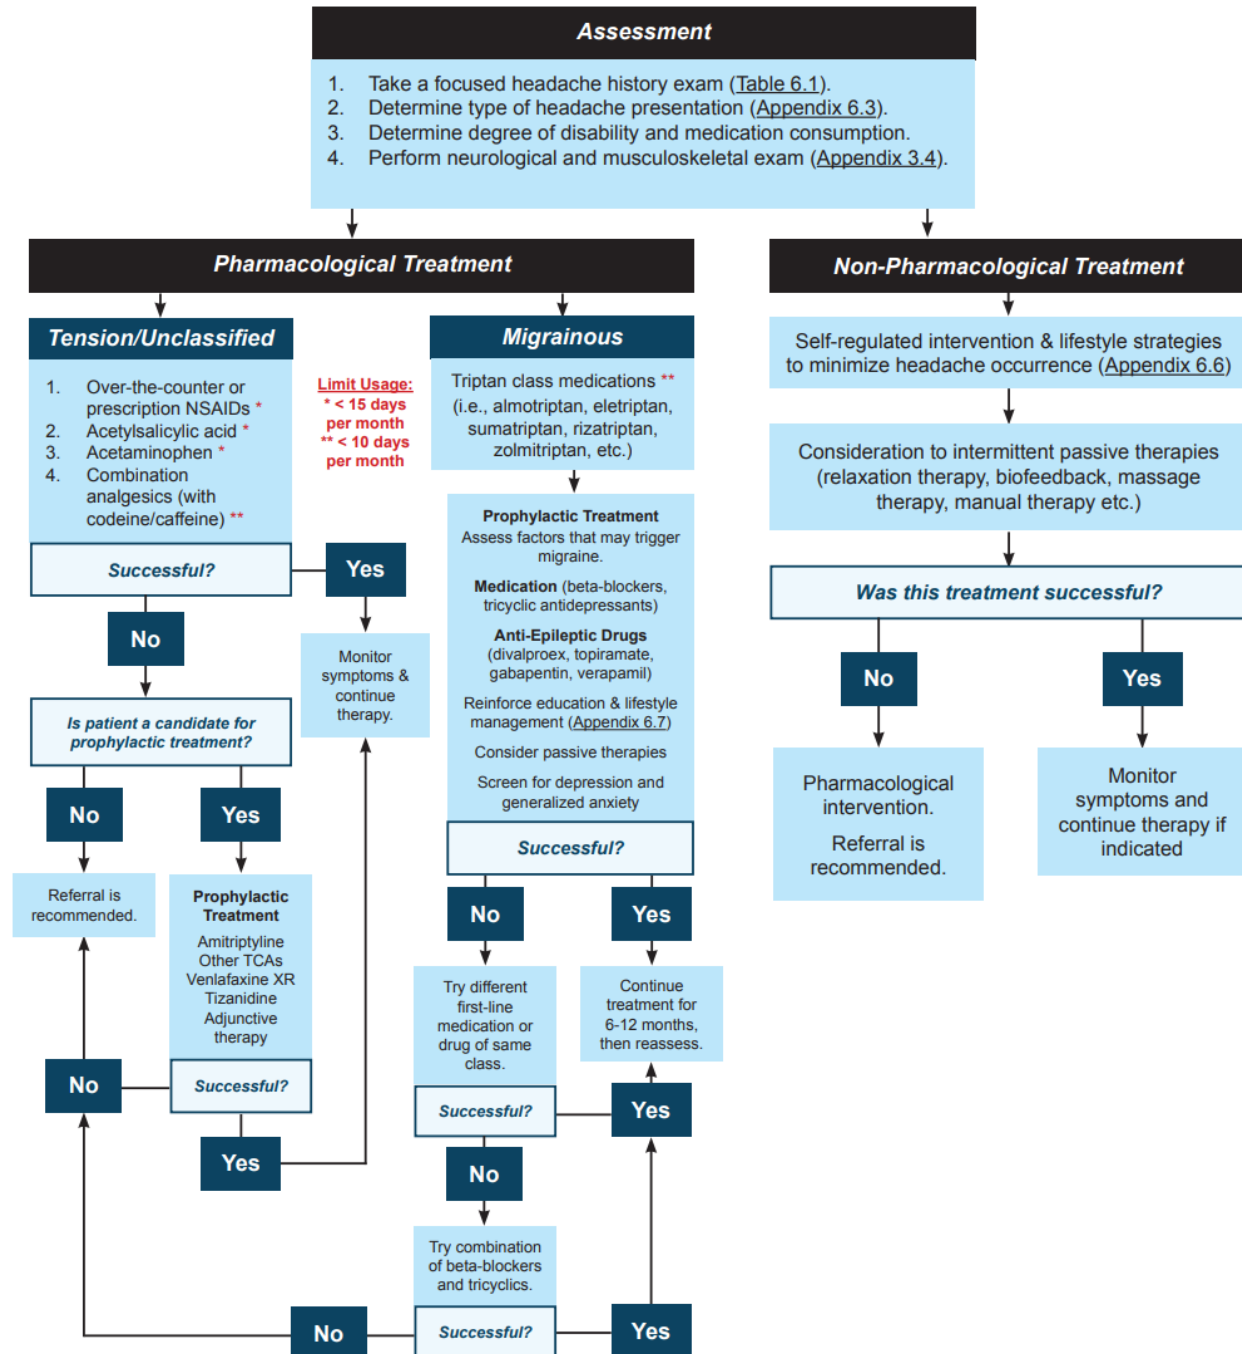 Assessment
1. Take a focused headache history exam (Table 6.1).
2. Determine type of headache presentation (Appendix 6.3).
3. Determine degree of disability and medication consumption.
4. Perform neurological and musculoskeletal exam (Appendix 3.4).
Pharmacological Treatment
Tension/Unclassified
1. Over-the-counter or
prescription NSAIDs *
2. Acetylsalicylic acid *
3. Acetaminophen *
4. Combination
analgesics (with
codeine/caffeine) **
Limit Usage:
* < 15 days
per month
** < 10 days
per month
Successful?
Yes
No
Monitor
symptoms &
continue
therapy.
Is patient a candidate for
prophylactic treatment?
No
Yes
Referral is
recommended.
Prophylactic
Treatment
Amitriptyline
Other TCAs
Venlafaxine XR
Tizanidine
Adjunctive
therapy
No
Successful?
Yes
Migrainous
Triptan class medications **
(i.e., almotriptan, eletriptan,
sumatriptan, rizatriptan,
zolmitriptan, etc.)
Prophylactic Treatment
Assess factors that may trigger
migraine.
Medication (beta-blockers,
tricyclic antidepressants)
Anti-Epileptic Drugs
(divalproex, topiramate,
gabapentin, verapamil)
Reinforce education & lifestyle
management (Appendix 6.7)
Consider passive therapies
Screen for depression and
generalized anxiety
Successful?
No
Yes
Try different
first-line
medication or
drug of same
class.
Continue
treatment for
6-12 months,
then reassess.
Successful?
Yes
No
Try combination
of beta-blockers
and tricyclics.
No
Successful?
Yes
Non-Pharmacological Treatment
Self-regulated intervention & lifestyle strategies
to minimize headache occurrence (Appendix 6.6)
Consideration to intermittent passive therapies
(relaxation therapy, biofeedback, massage
therapy, manual therapy etc.)
Was this treatment successful?
No
Yes
Pharmacological
intervention.
Referral is
recommended.
Monitor
symptoms and
continue therapy if
indicated